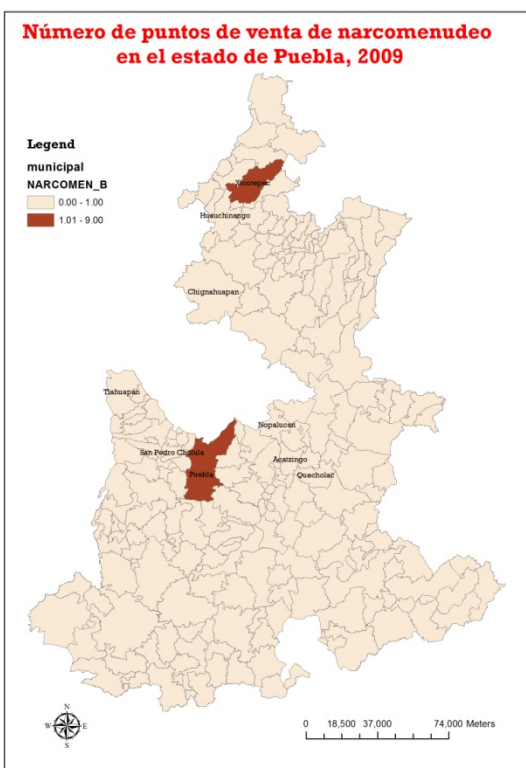 Número de puntos de venta de narcomenudeo
en el estado de Puebla, 2009
Legend
municipal
NARCOMEN_B
0.00 - 1.00
1.01 - 9.00
Xicotepec
Huauchinango
Chignahuapan
Tlahuapan
Nopalucan
San Pedro Cholula
Acatzingo
Puebla
Quecholac
N
W
E
S
0 18,500 37,000 74,000 Meters